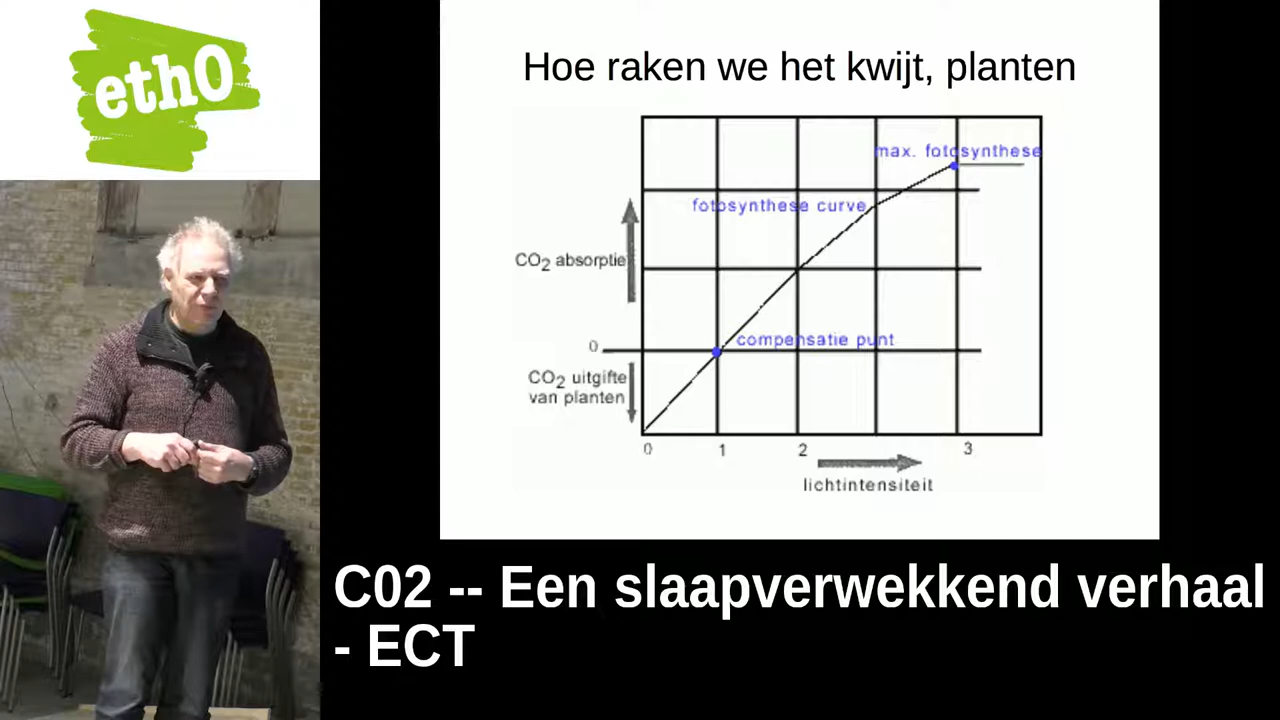 eth0
Hoe raken we het kwijt, planten
max. fotosynthese
fotosynthese curve
CO2 absorptie
compensatie punt
0
CO2 uitgifte
van planten
0 1 2 3
lichtintensiteit
C02 -- Een slaapverwekkend verhaal
- ECT